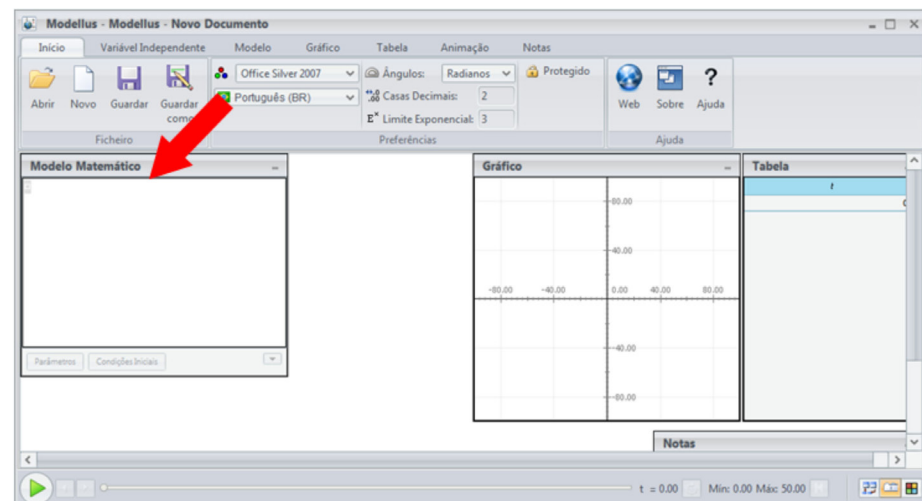 Modellus - Modellus - Novo Documento
Início Variável Independente Modelo Gráfico Tabela Animação Notas
Office Silver 2007 Ângulos: Radianos Protegido
Português (BR) Casas Decimais: 2
Abrir Novo Guardar Guardar como Web Sobre Ajuda
Limite Exponencial: 3
Ficheiro Preferências Ajuda
Modelo Matemático Gráfico Tabela
t
80.00
40.00
-80.00 -40.00 0.00 40.00 80.00
-40.00
-80.00
Parâmetros Condições Iniciais
Notas
t = 0.00 Mín: 0.00 Máx: 50.00